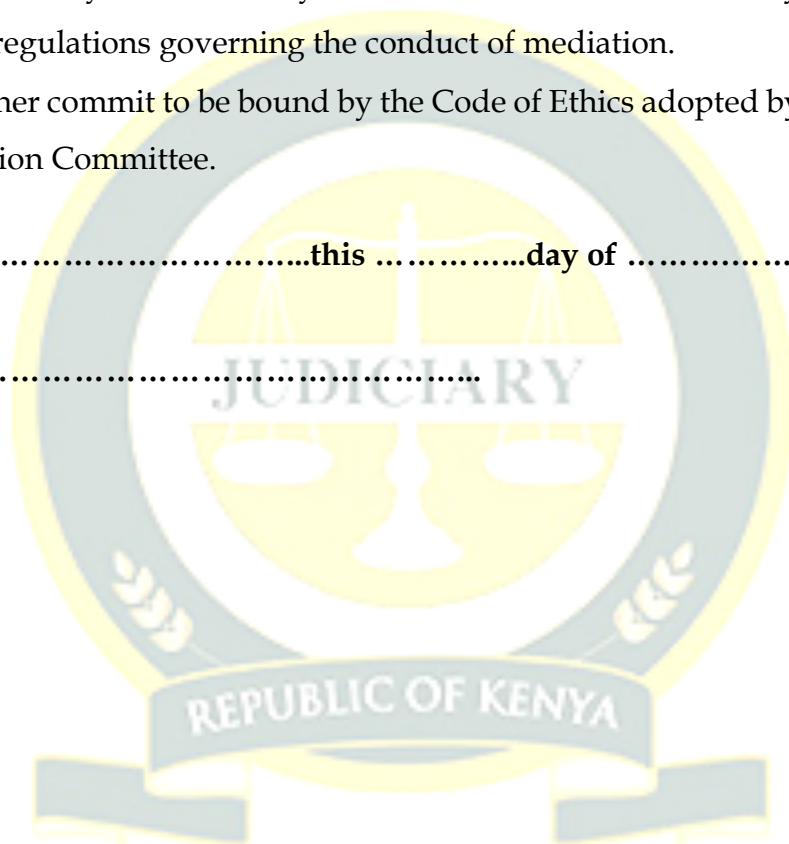 regulations governing the conduct of mediation.
her commit to be bound by the Code of Ethics adopted by
ion Committee.
…………………………...this …………...day of ……….……
…………………………………………...
JUDICIARY
REPUBLIC OF KENYA